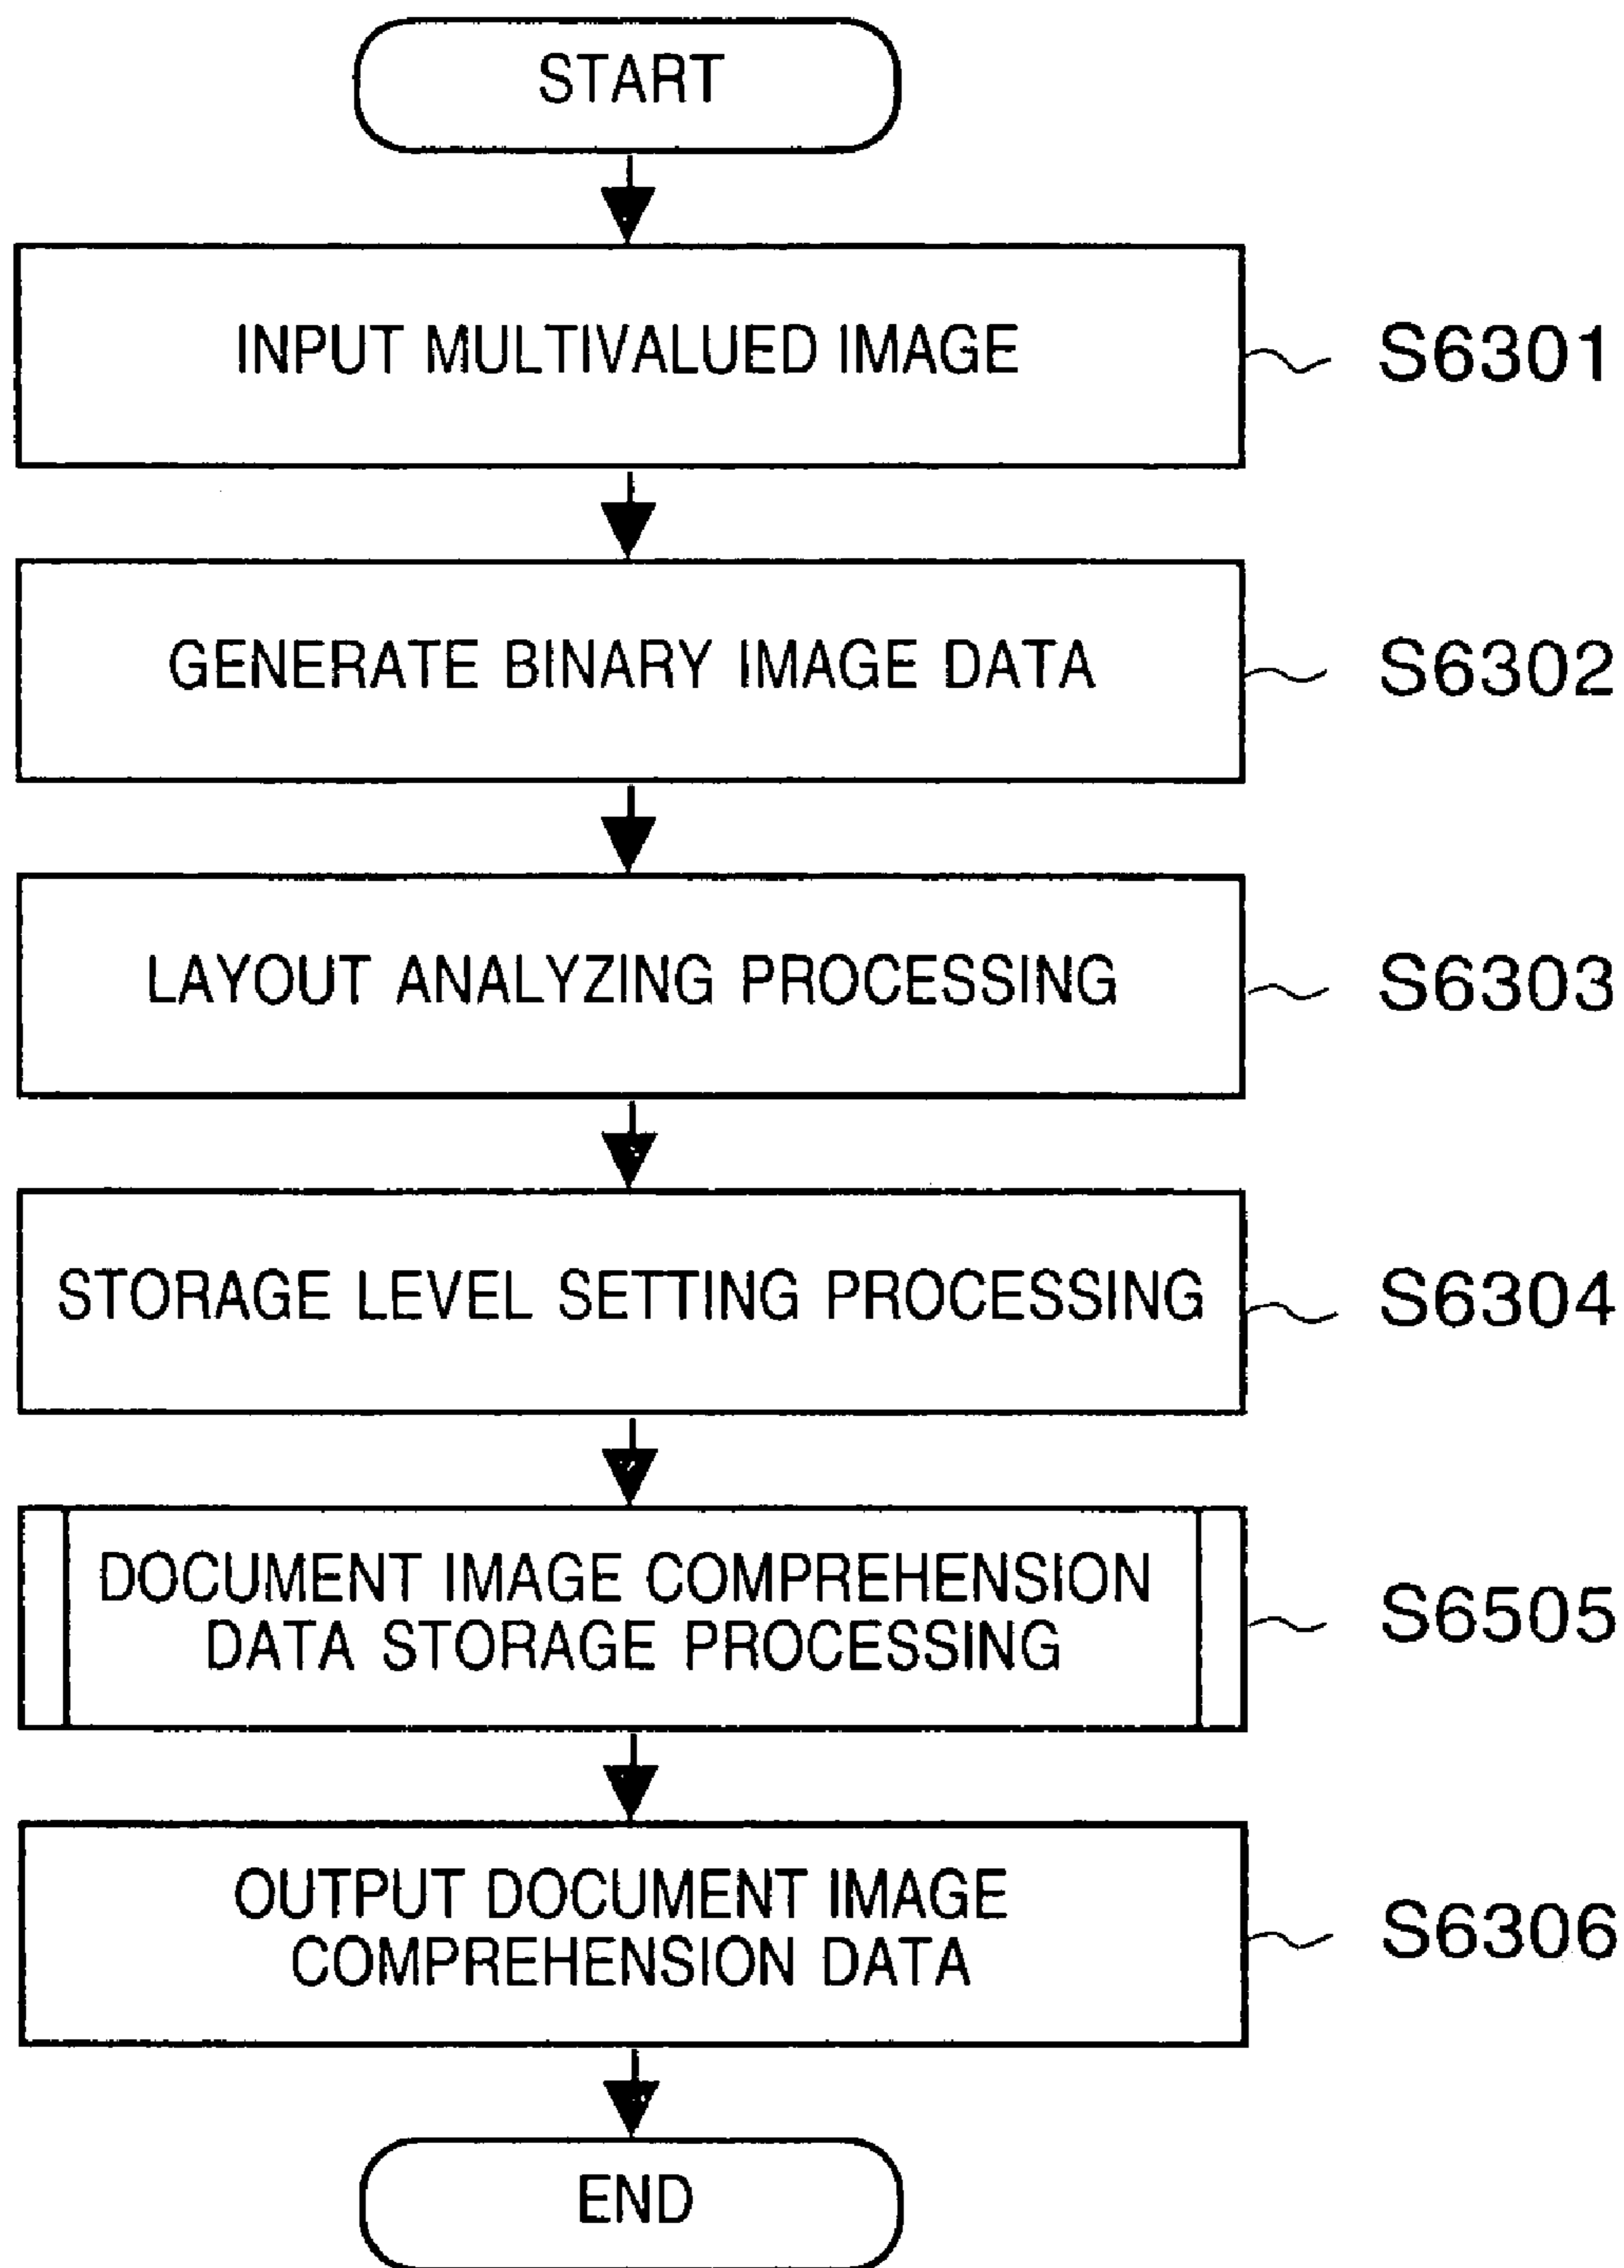 START
INPUT MULTIVALUED IMAGE
S6301
GENERATE BINARY IMAGE DATA
S6302
LAYOUT ANALYZING PROCESSING
S6303
STORAGE LEVEL SETTING PROCESSING
S6304
DOCUMENT IMAGE COMPREHENSION
DATA STORAGE PROCESSING
S6505
OUTPUT DOCUMENT IMAGE
COMPREHENSION DATA
S6306
END